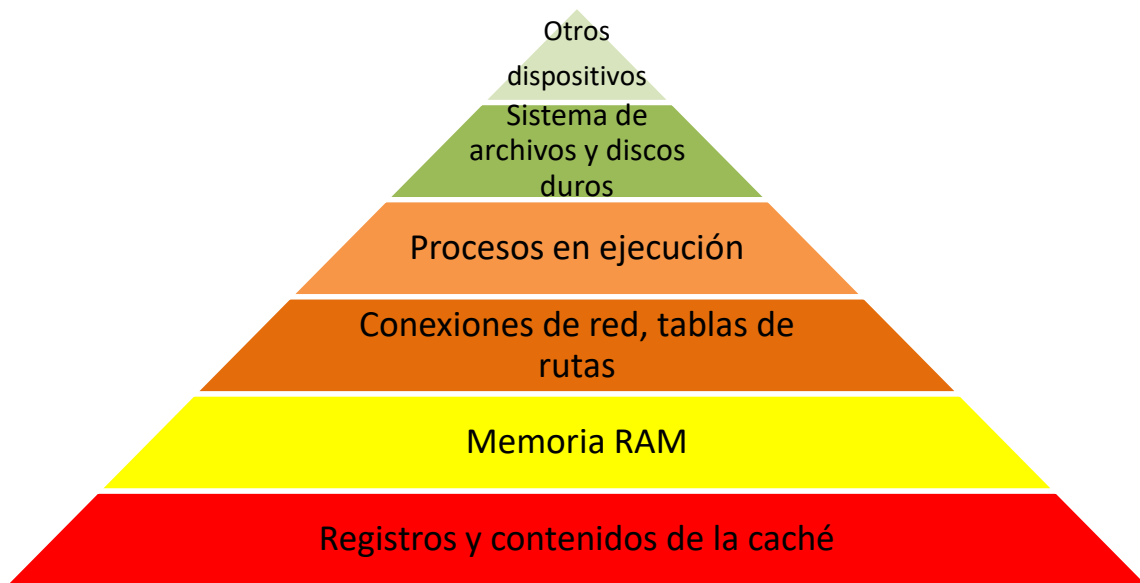 Otros
dispositivos
Sistema de
archivos y discos
duros
Procesos en ejecución
Conexiones de red, tablas de
rutas
Memoria RAM
Registros y contenidos de la caché